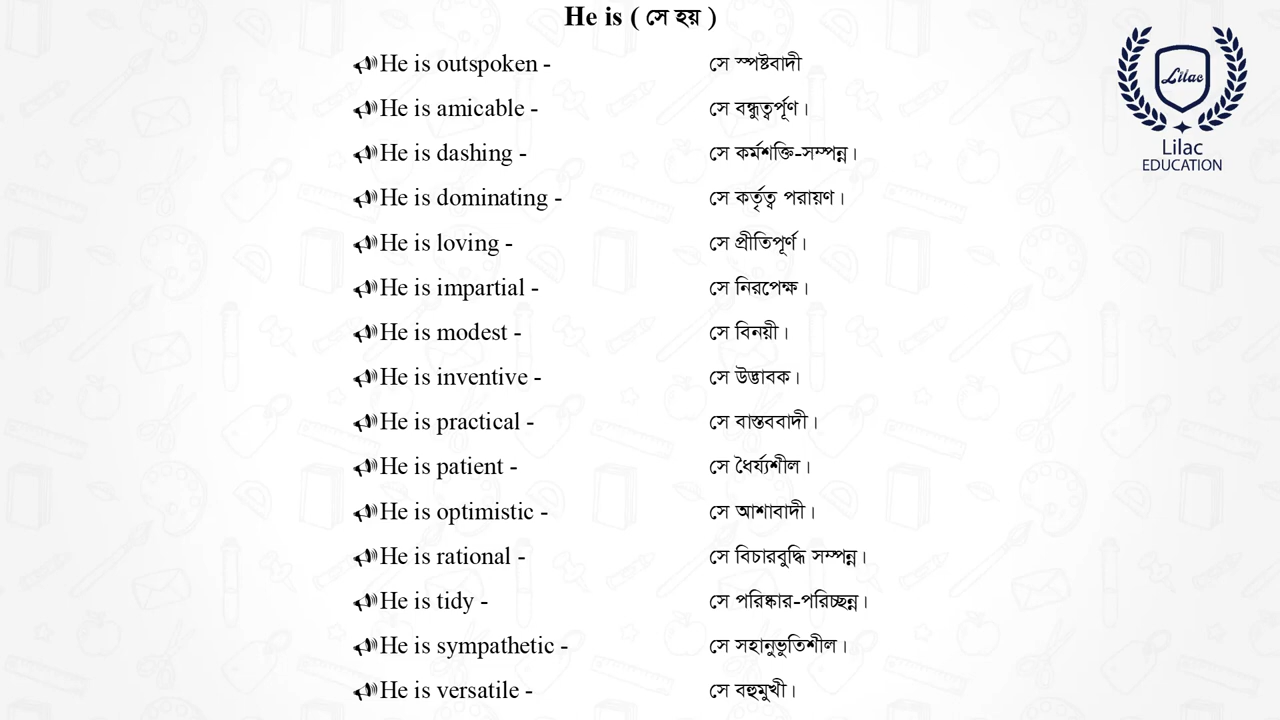 He is ( সে হয় )
He is outspoken - সে স্পষ্টবাদী
He is amicable - সে বন্ধুত্বর্পূণ।
He is dashing - সে কর্মশক্তি-সম্পন্ন।
He is dominating - সে কর্তৃত্ব পরায়ণ।
He is loving - সে প্রীতিপূর্ণ।
He is impartial - সে নিরপেক্ষ।
He is modest - সে বিনয়ী।
He is inventive - সে উদ্ভাবক।
He is practical - সে বাস্তববাদী।
He is patient - সে ধৈর্য্যশীল।
He is optimistic - সে আশাবাদী।
He is rational - সে বিচারবুদ্ধি সম্পন্ন।
He is tidy - সে পরিষ্কার-পরিচ্ছন্ন।
He is sympathetic - সে সহানুভুতিশীল।
He is versatile - সে বহুমুখী।
Lilac
Lilac
EDUCATION